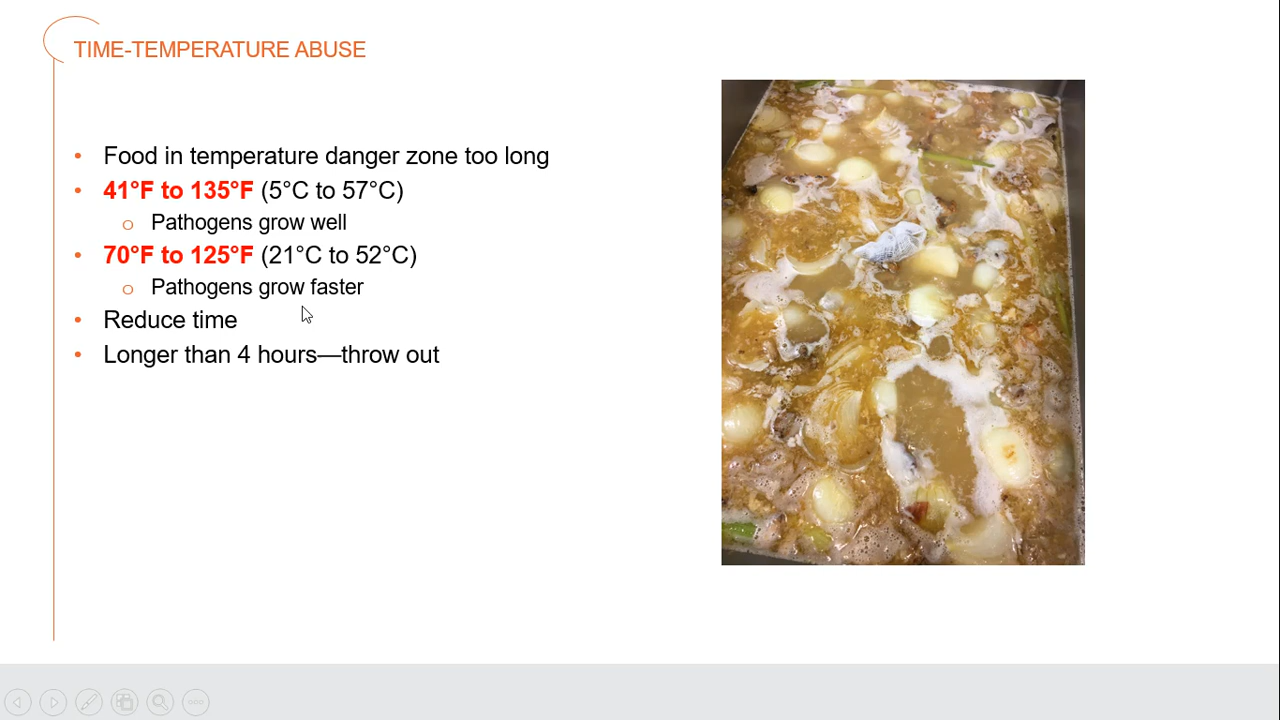 TIME-TEMPERATURE ABUSE
• Food in temperature danger zone too long
• 41°F to 135°F (5°C to 57°C)
o Pathogens grow well
• 70°F to 125°F (21°C to 52°C)
o Pathogens grow faster
• Reduce time
• Longer than 4 hours—throw out